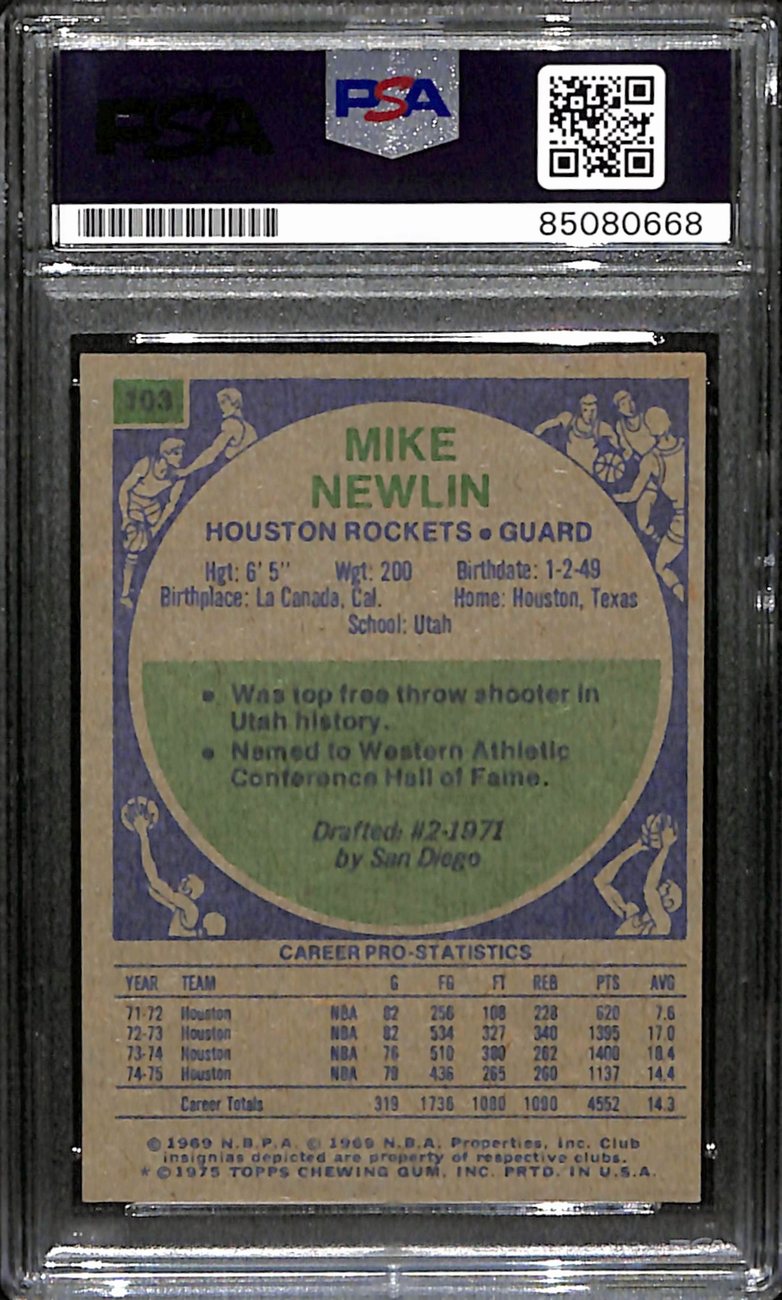 PSA
PSA
85080668
103
MIKE
NEWLIN
HOUSTON ROCKETS • GUARD
Hgt: 6' 5" Wgt: 200 Birthdate: 1-2-49
Birthplace: La Canada, Cal. Home: Houston, Texas
School: Utah
• Was top free throw shooter in
Utah history.
• Named to Western Athletic
Conference Hall of Fame.
Drafted: #2-1971
by San Diego
CAREER PRO-STATISTICS
YEAR TEAM G FG FT REB PTS AVG
71-72 Houston NBA 82 256 108 228 620 7.6
72-73 Houston NBA 82 534 327 340 1395 17.0
73-74 Houston NBA 76 510 380 262 1400 18.4
74-75 Houston NBA 79 436 265 260 1137 14.4
Career Totals 319 1736 1080 1090 4552 14.3
© 1969 N.B.P.A. © 1969 N.B.A. Properties, Inc. Club
insignias depicted are property of respective clubs.
* © 1975 TOPPS CHEWING GUM, INC. PRTD. IN U.S.A.